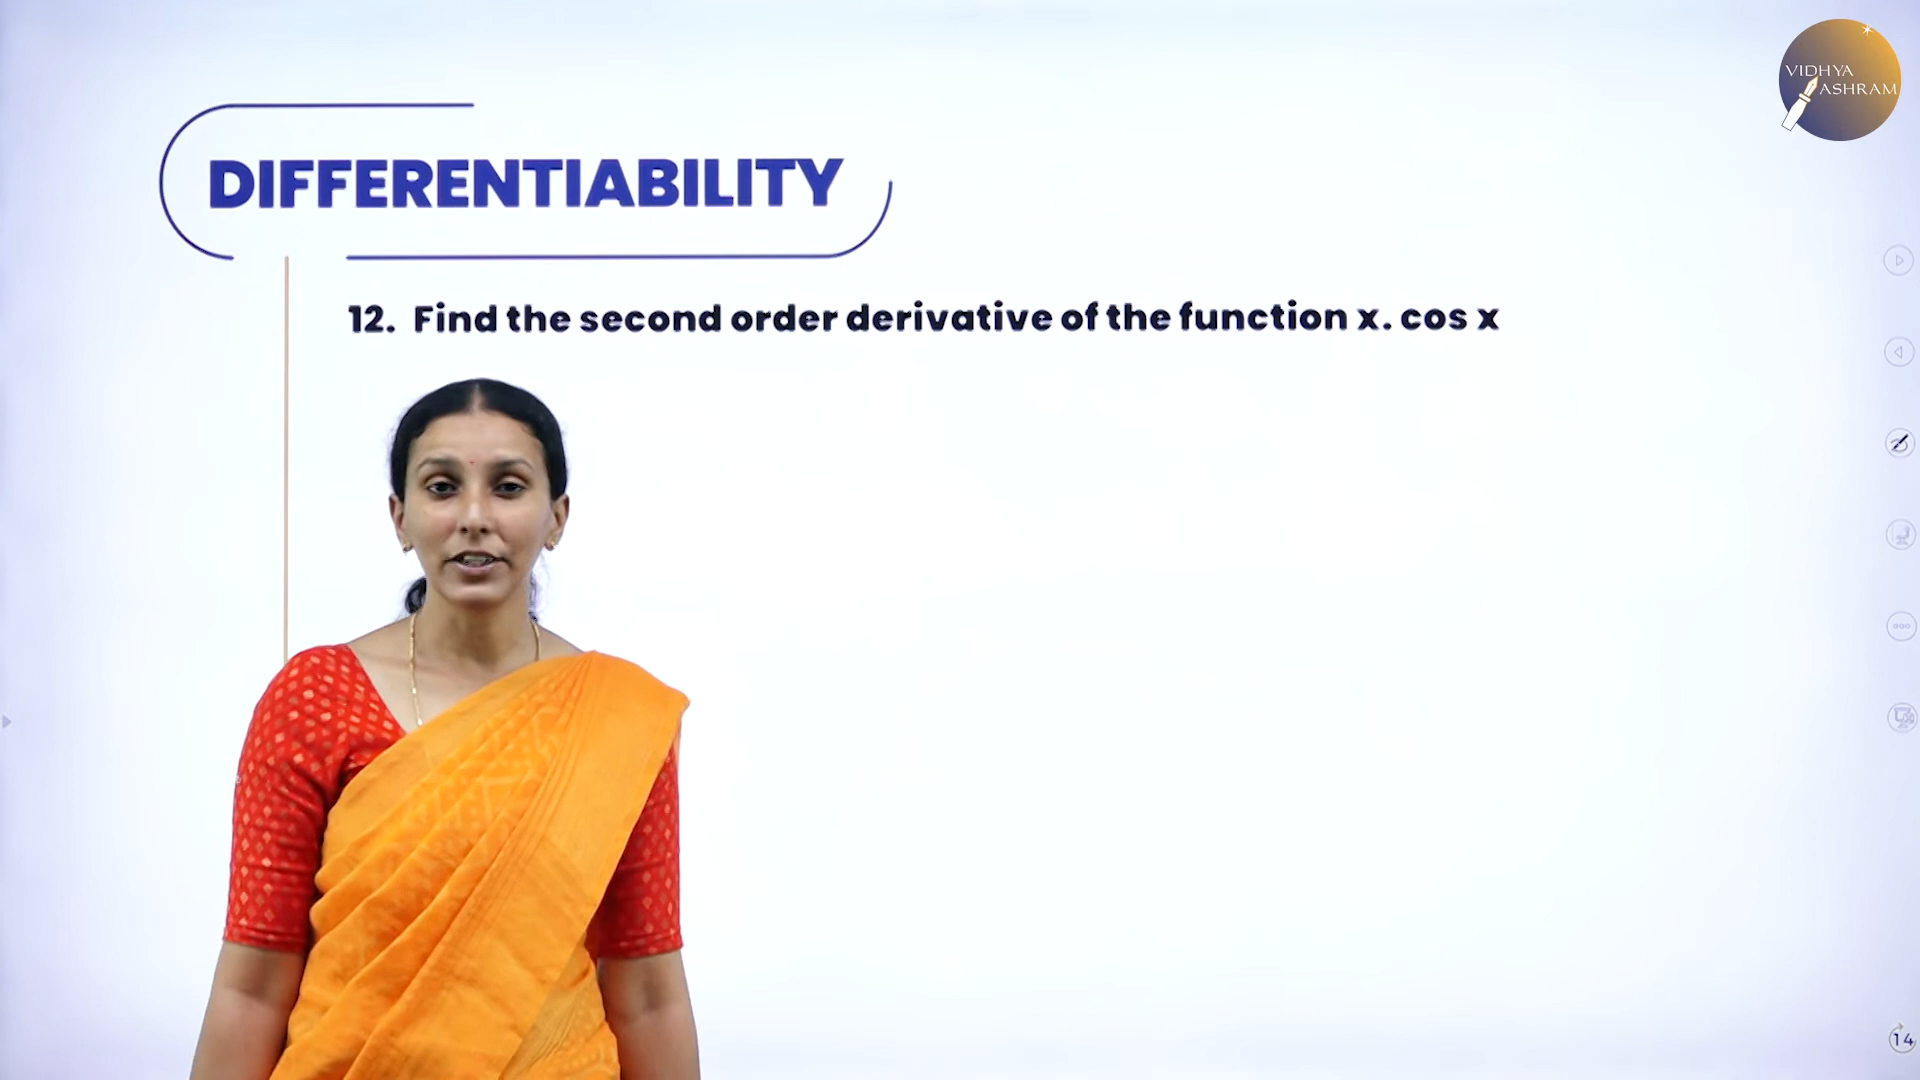 VIDHYA
ASHRAM
DIFFERENTIABILITY
12. Find the second order derivative of the function x. cos x
14